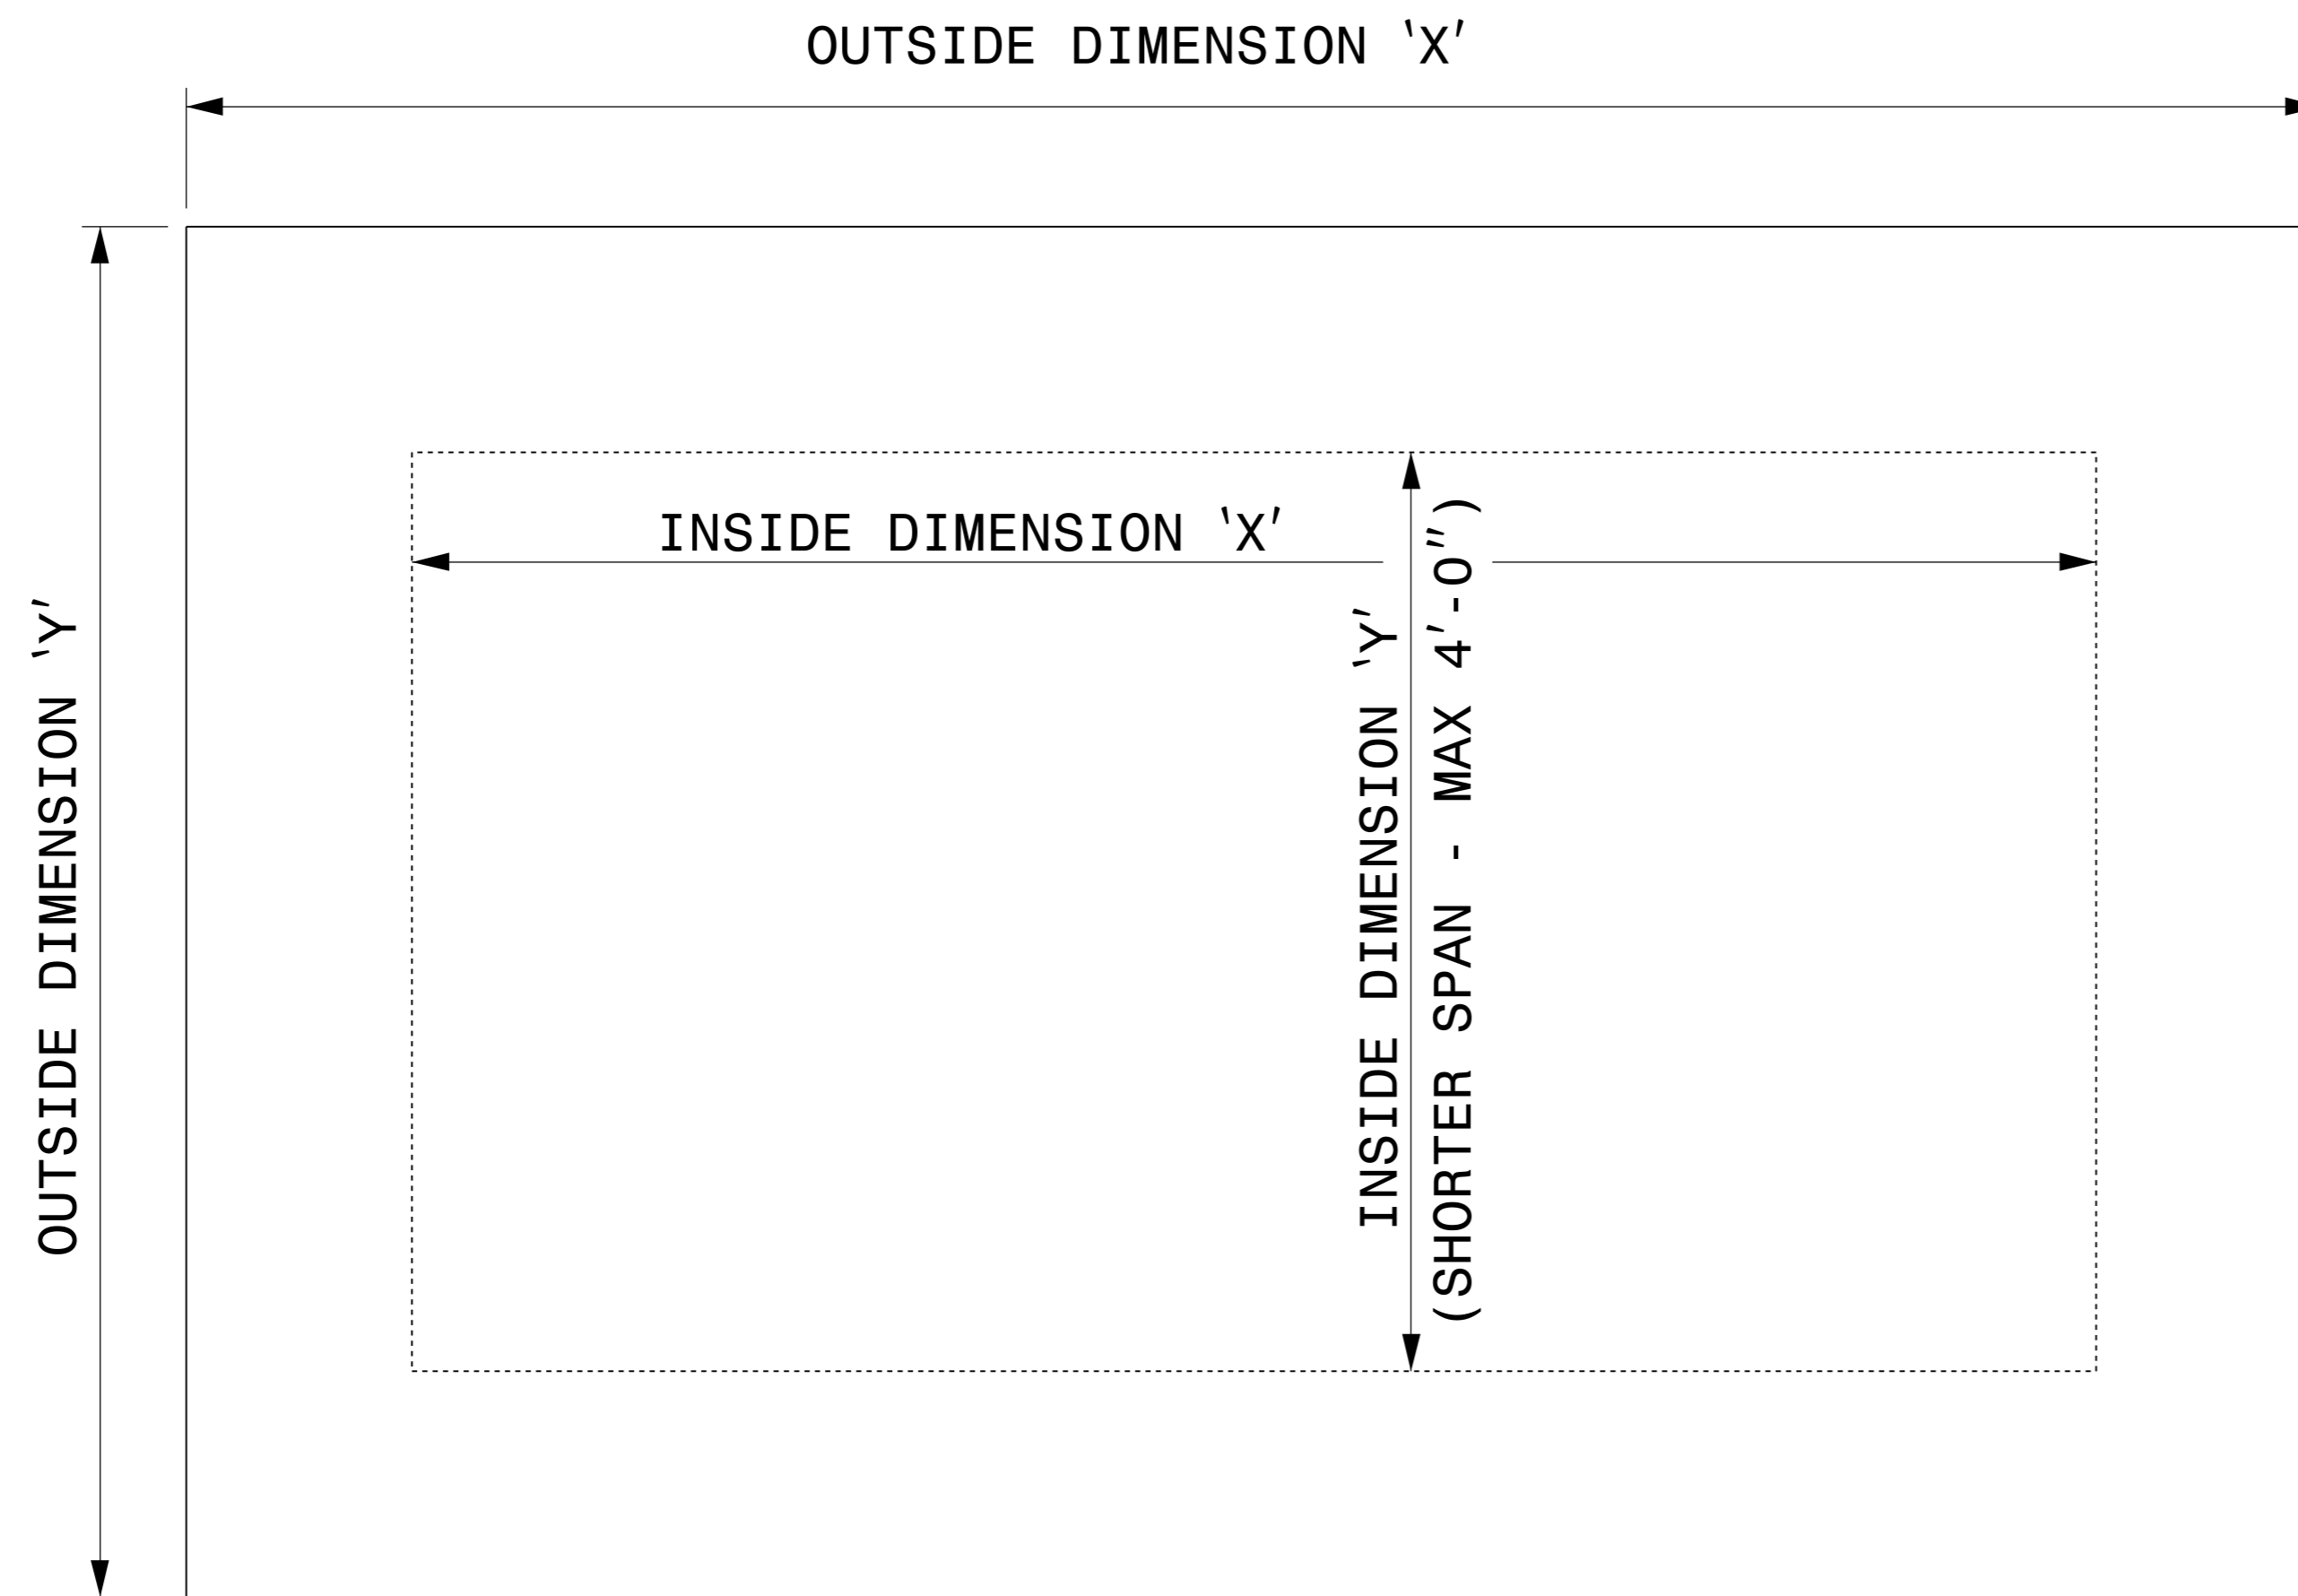 OUTSIDE DIMENSION ‘X’
INSIDE DIMENSION ‘X’
OUTSIDE DIMENSION ‘Y’
INSIDE DIMENSION ‘Y’
(SHORTER SPAN - MAX 4’-0”)